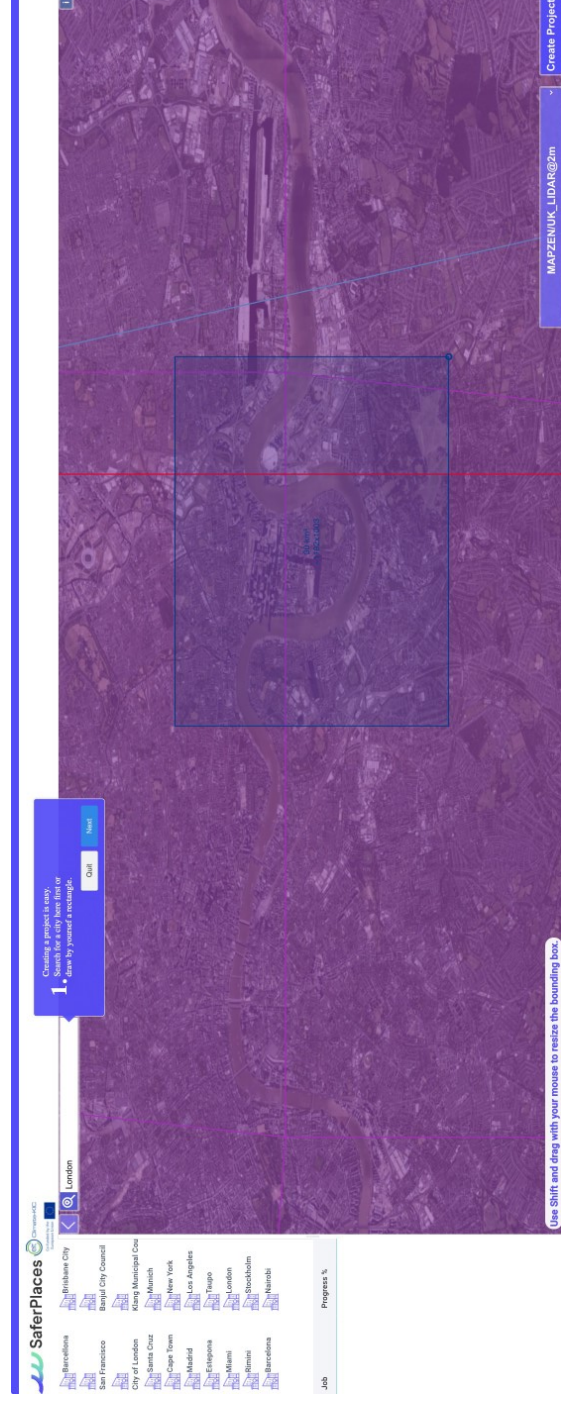 SaferPlaces
Climate-KIC
Barcellona
Brisbane City
San Francisco
Banjul City Council
City of London
Klang Municipal Cou
Santa Cruz
Munich
Cape Town
New York
Madrid
Los Angeles
Estepona
Taupo
Miami
London
Rimini
Stockholm
Barcelona
Nairobi
Job
Progress %
London
1.
Creating a project is easy.
Search for a city here first or
draw by yourself a rectangle.
Quit
Next
Use Shift and drag with your mouse to resize the bounding box.
MAPZEN/UK_LIDAR@2m
Create Project